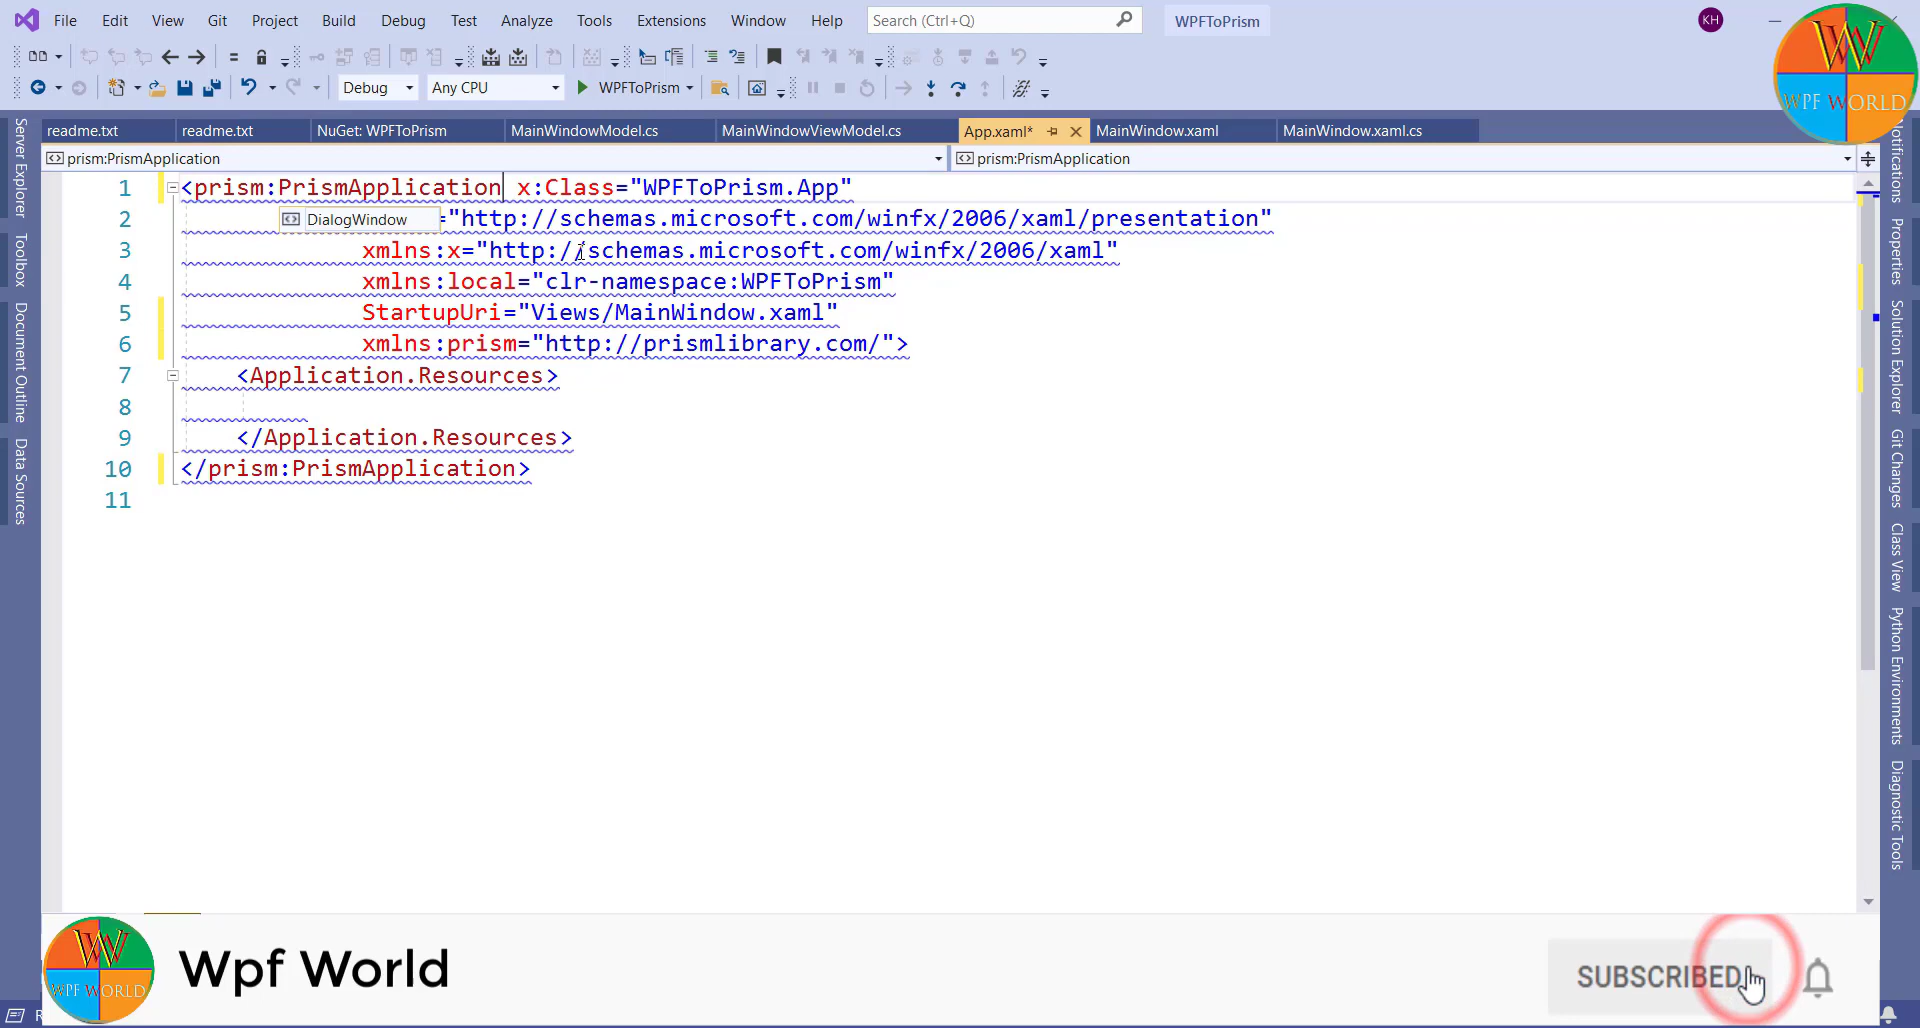 File Edit View Git Project Build Debug Test Analyze Tools Extensions Window Help Search (Ctrl+Q) WPFToPrism KH
Debug Any CPU WPFToPrism
W W
WPF WORLD
readme.txt readme.txt NuGet: WPFToPrism MainWindowModel.cs MainWindowViewModel.cs App.xaml* MainWindow.xaml MainWindow.xaml.cs
prism:PrismApplication prism:PrismApplication
Server Explorer
Toolbox
Document Outline
Data Sources
1 <prism:PrismApplication x:Class="WPFToPrism.App"
2 ="http://schemas.microsoft.com/winfx/2006/xaml/presentation"
DialogWindow
3 xmlns:x="http://schemas.microsoft.com/winfx/2006/xaml"
4 xmlns:local="clr-namespace:WPFToPrism"
5 StartupUri="Views/MainWindow.xaml"
6 xmlns:prism="http://prismlibrary.com/">
7 <Application.Resources>
8
9 </Application.Resources>
10 </prism:PrismApplication>
11
Notifications
Properties
Solution Explorer
Git Changes
Class View
Python Environments
Diagnostic Tools
W W
WPF WORLD
Wpf World
SUBSCRIBED